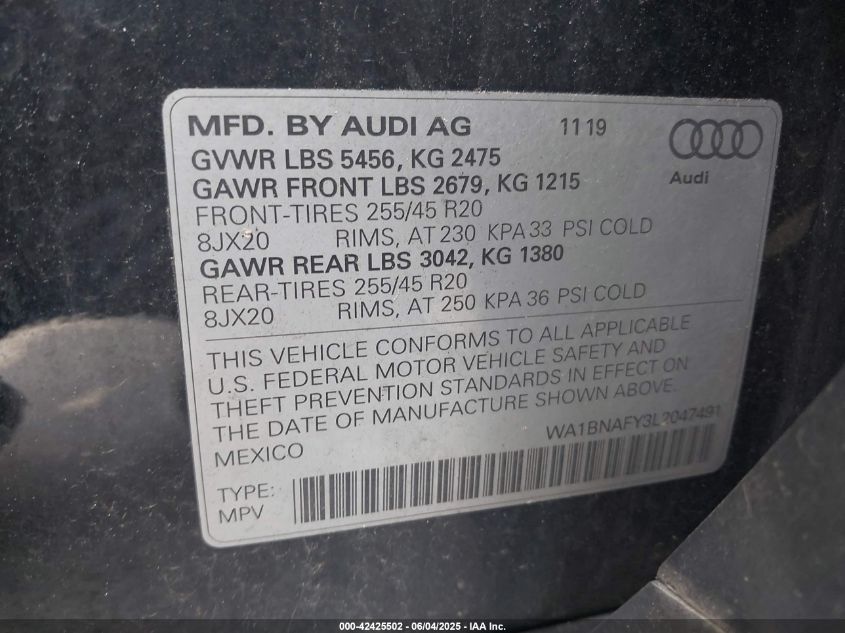 MFD. BY AUDI AG 11 19
Audi
GVWR LBS 5456, KG 2475
GAWR FRONT LBS 2679, KG 1215
FRONT-TIRES 255/45 R20
8JX20 RIMS, AT 230 KPA 33 PSI COLD
GAWR REAR LBS 3042, KG 1380
REAR-TIRES 255/45 R20
8JX20 RIMS, AT 250 KPA 36 PSI COLD
THIS VEHICLE CONFORMS TO ALL APPLICABLE
U.S. FEDERAL MOTOR VEHICLE SAFETY AND
THEFT PREVENTION STANDARDS IN EFFECT ON
THE DATE OF MANUFACTURE SHOWN ABOVE.
MEXICO WA1BNAFY3L2047491
TYPE:
MPV
000-42425502 - 06/04/2025 - IAA Inc.